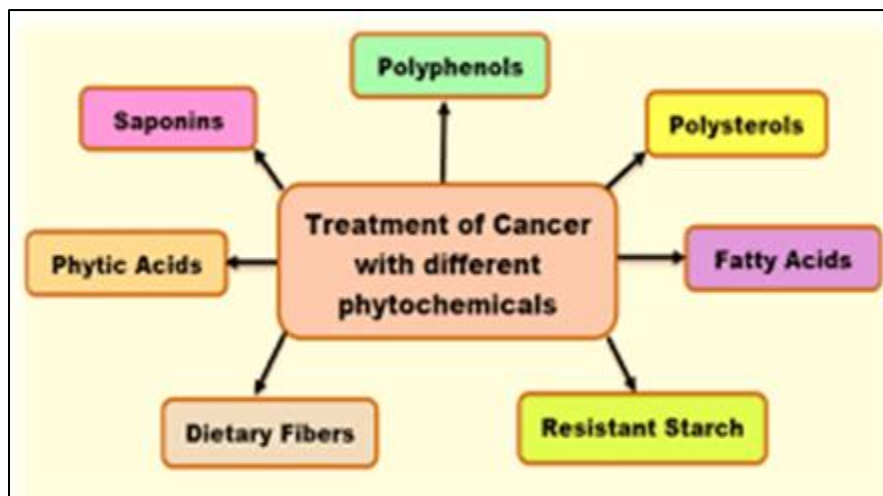 Polyphenols
Saponins
Polysterols
Treatment of Cancer
with different
phytochemicals
Phytic Acids
Fatty Acids
Dietary Fibers
Resistant Starch